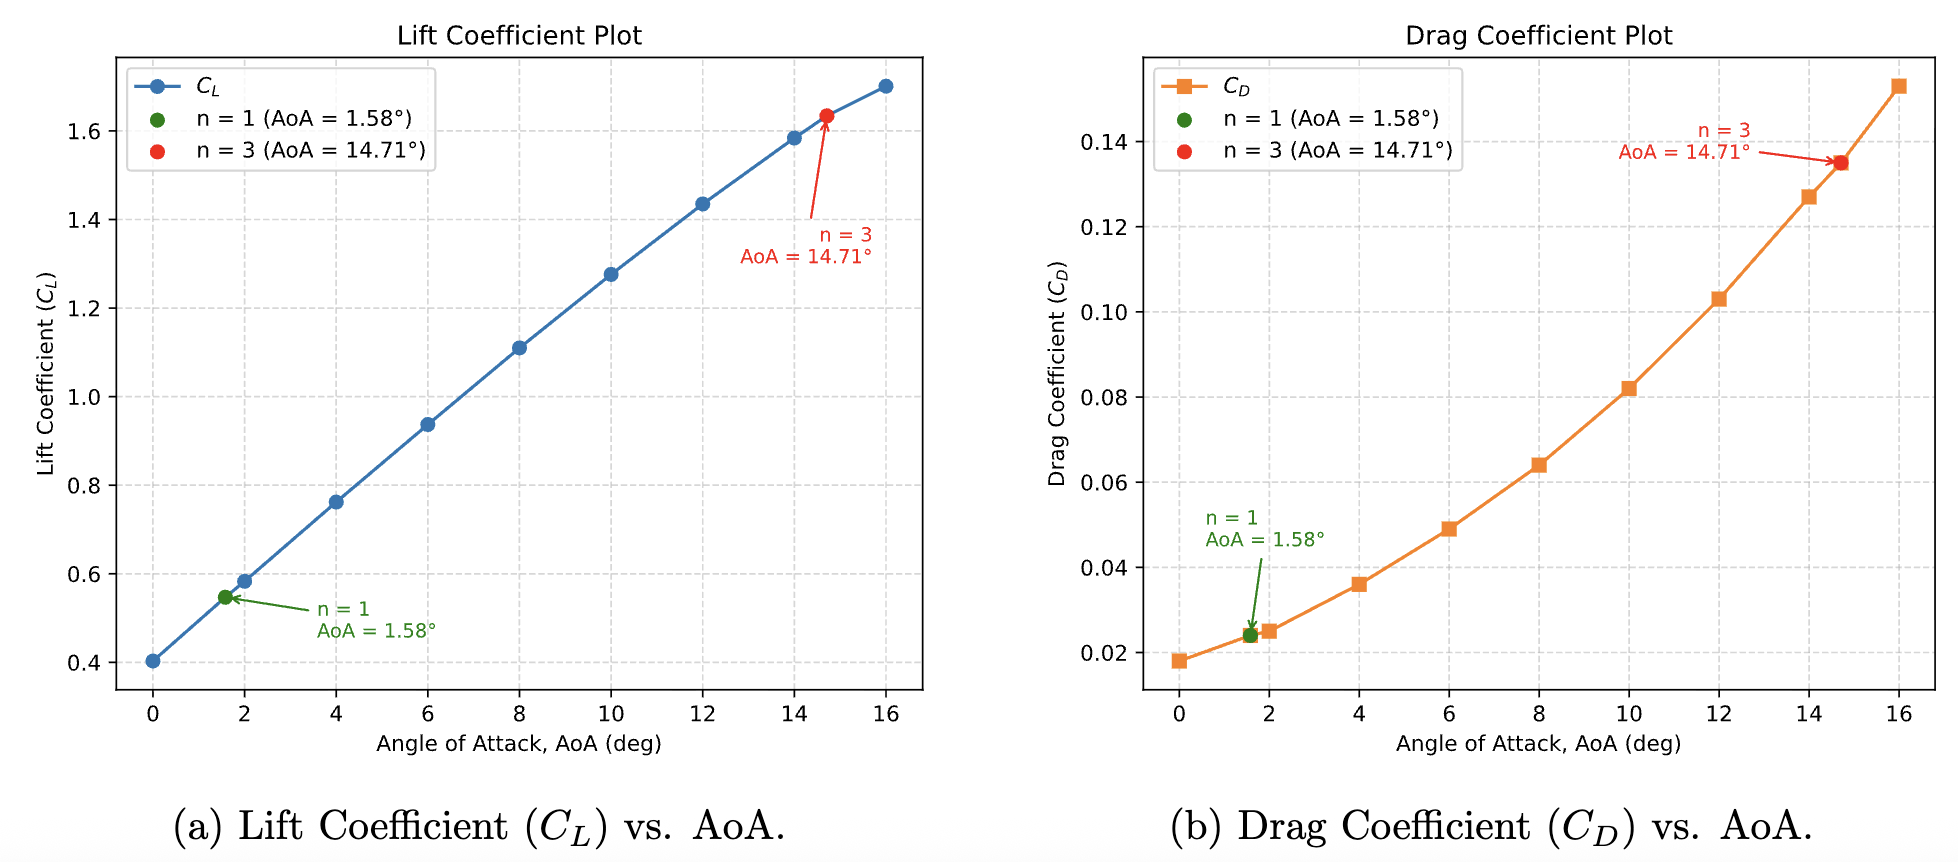 Lift Coefficient Plot
C_L
n = 1 (AoA = 1.58°)
n = 3 (AoA = 14.71°)
n = 3
AoA = 14.71°
n = 1
AoA = 1.58°
Lift Coefficient (C_L)
1.6
1.4
1.2
1.0
0.8
0.6
0.4
0 2 4 6 8 10 12 14 16
Angle of Attack, AoA (deg)
(a) Lift Coefficient (C_L) vs. AoA.
Drag Coefficient Plot
C_D
n = 1 (AoA = 1.58°)
n = 3 (AoA = 14.71°)
n = 3
AoA = 14.71°
n = 1
AoA = 1.58°
Drag Coefficient (C_D)
0.14
0.12
0.10
0.08
0.06
0.04
0.02
0 2 4 6 8 10 12 14 16
Angle of Attack, AoA (deg)
(b) Drag Coefficient (C_D) vs. AoA.